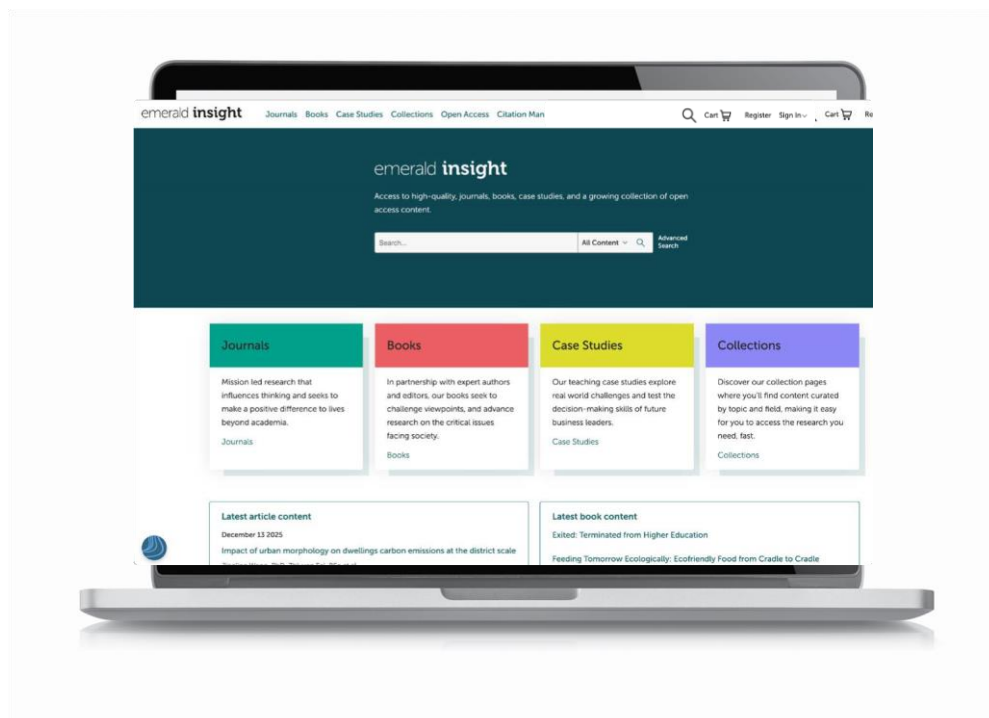 emerald insight Journals Books Case Studies Collections Open Access Citation Man Cart Register Sign In Cart Re
emerald insight
Access to high-quality, journals, books, case studies, and a growing collection of open
access content.
Search... All Content Advanced
Search
Journals
Mission led research that
influences thinking and seeks to
make a positive difference to lives
beyond academia.
Journals
Books
In partnership with expert authors
and editors, our books seek to
challenge viewpoints, and advance
research on the critical issues
facing society.
Books
Case Studies
Our teaching case studies explore
real world challenges and test the
decision-making skills of future
business leaders.
Case Studies
Collections
Discover our collection pages
where you'll find content curated
by topic and field, making it easy
for you to access the research you
need, fast.
Collections
Latest article content
December 13 2025
Impact of urban morphology on dwellings carbon emissions at the district scale
Latest book content
Exited: Terminated from Higher Education
Feeding Tomorrow Ecologically: Ecofriendly Food from Cradle to Cradle